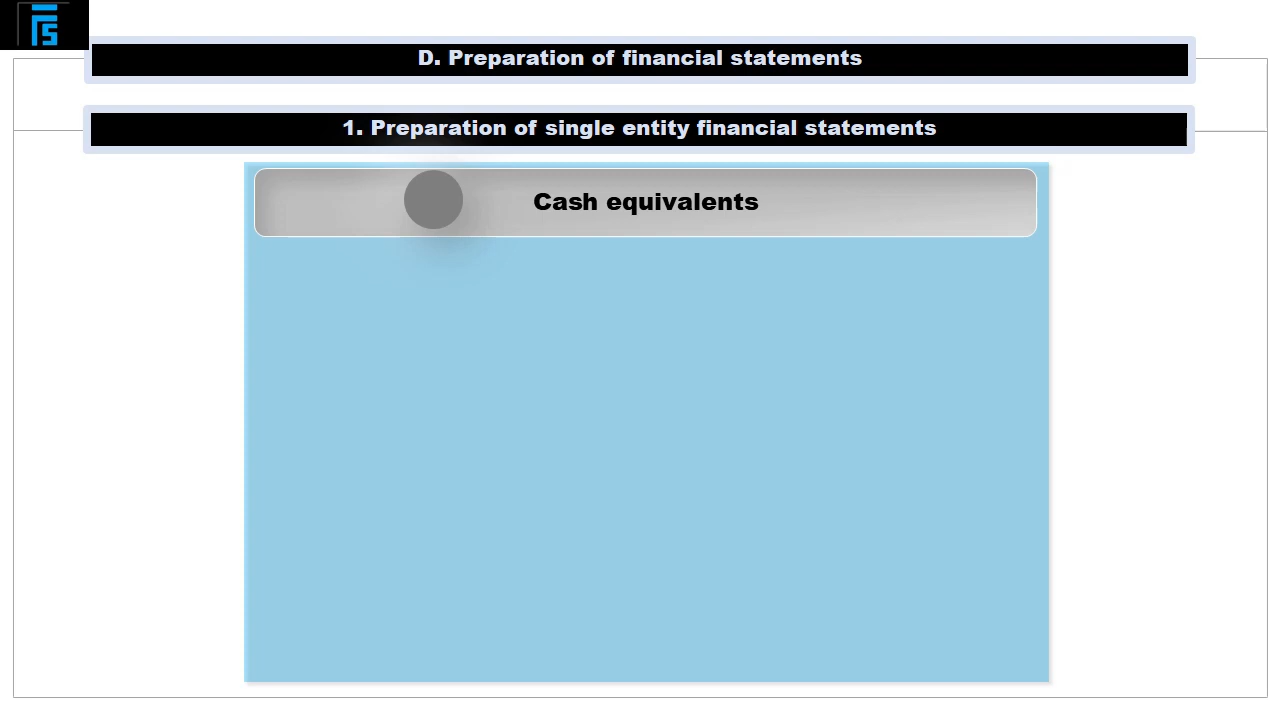 D. Preparation of financial statements
1. Preparation of single entity financial statements
Cash equivalents